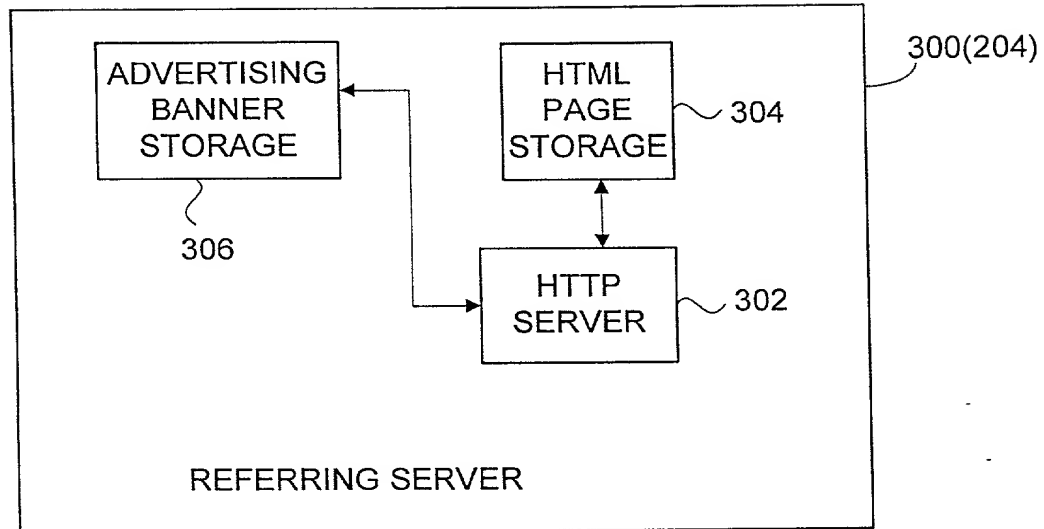 300(204)
ADVERTISING
BANNER
STORAGE
306
HTML
PAGE
STORAGE
304
HTTP
SERVER
302
REFERRING SERVER